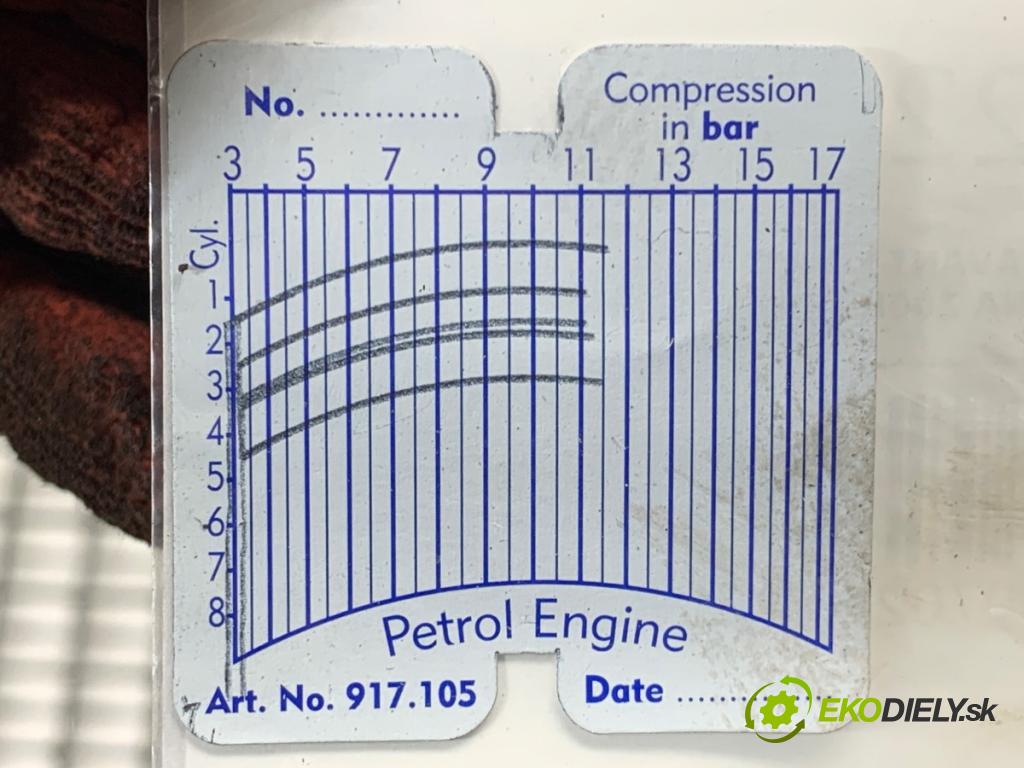 No. .............
Compression
in bar
3 5 7 9 11 13 15 17
Cyl.
1
2
3
4
5
6
7
8
Petrol Engine
Art. No. 917.105
Date ..................
EKODIELY.sk